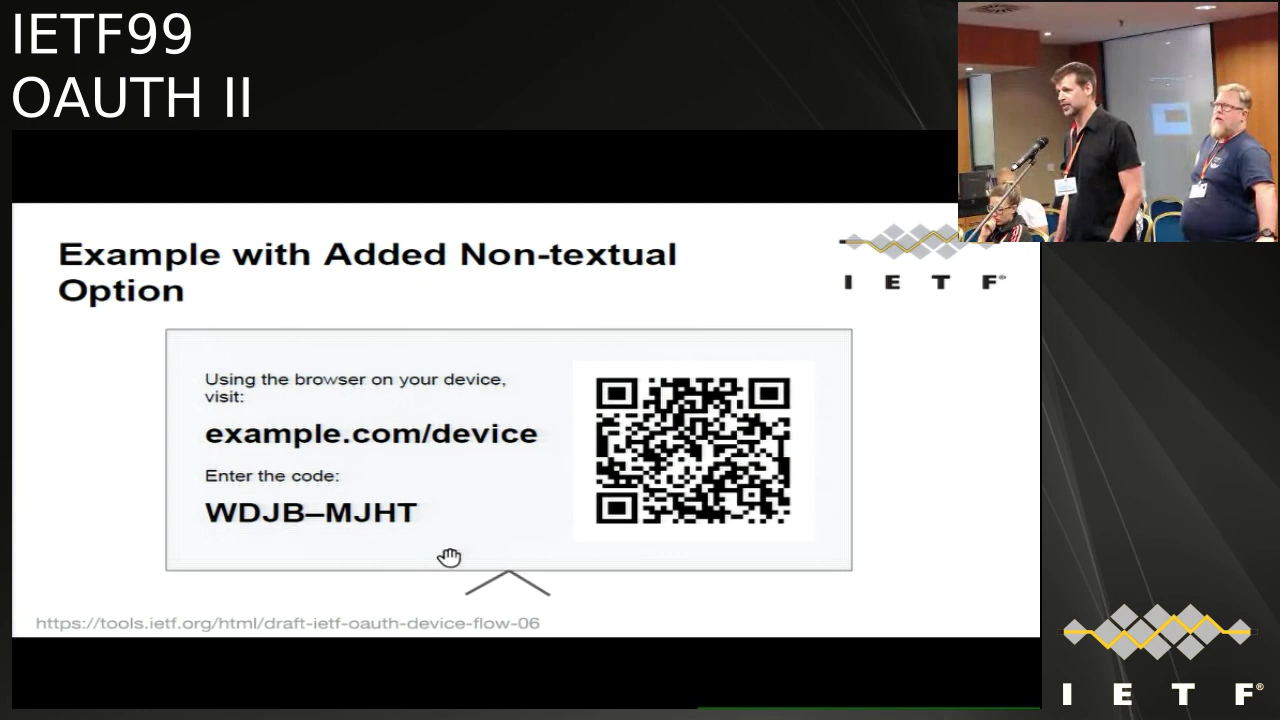 IETF99
OAUTH II
Example with Added Non-textual
Option
I E T F®
Using the browser on your device,
visit:
example.com/device
Enter the code:
WDJB–MJHT
https://tools.ietf.org/html/draft-ietf-oauth-device-flow-06
I E T F®